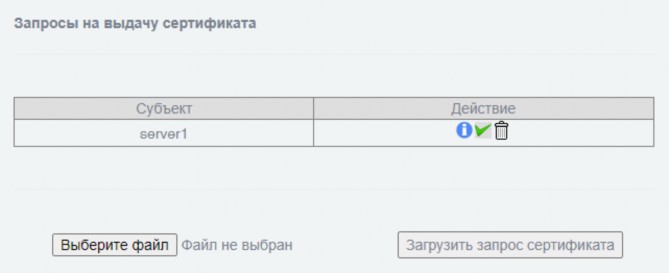 Запросы на выдачу сертификата
Субъект Действие
server1
Выберите файл Файл не выбран Загрузить запрос сертификата